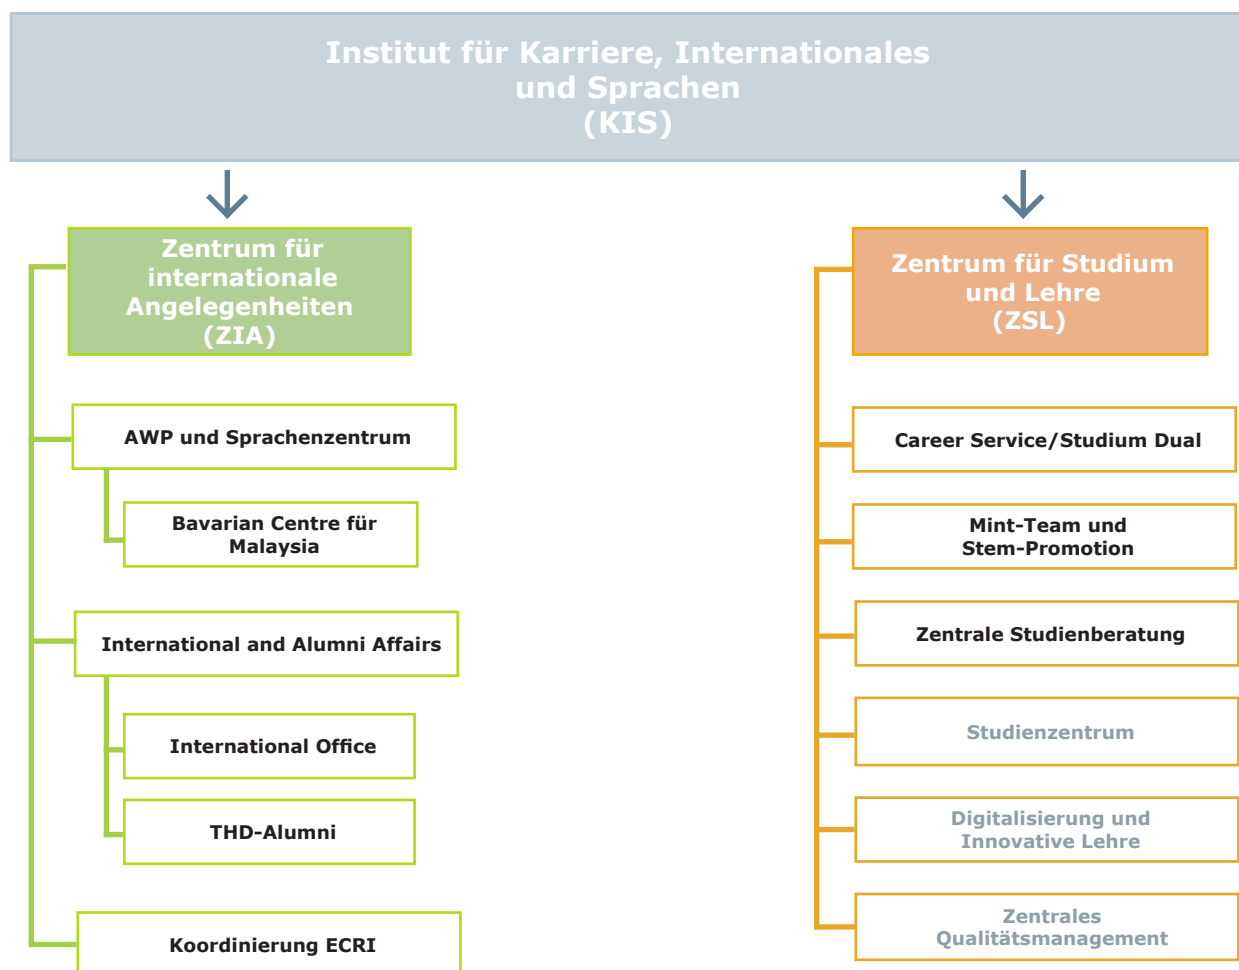 Institut für Karriere, Internationales
und Sprachen
(KIS)
Zentrum für
internationale
Angelegenheiten
(ZIA)
AWP und Sprachenzentrum
Bavarian Centre für
Malaysia
International and Alumni Affairs
International Office
THD-Alumni
Koordinierung ECRI
Zentrum für Studium
und Lehre
(ZSL)
Career Service/Studium Dual
Mint-Team und
Stem-Promotion
Zentrale Studienberatung
Studienzentrum
Digitalisierung und
Innovative Lehre
Zentrales
Qualitätsmanagement